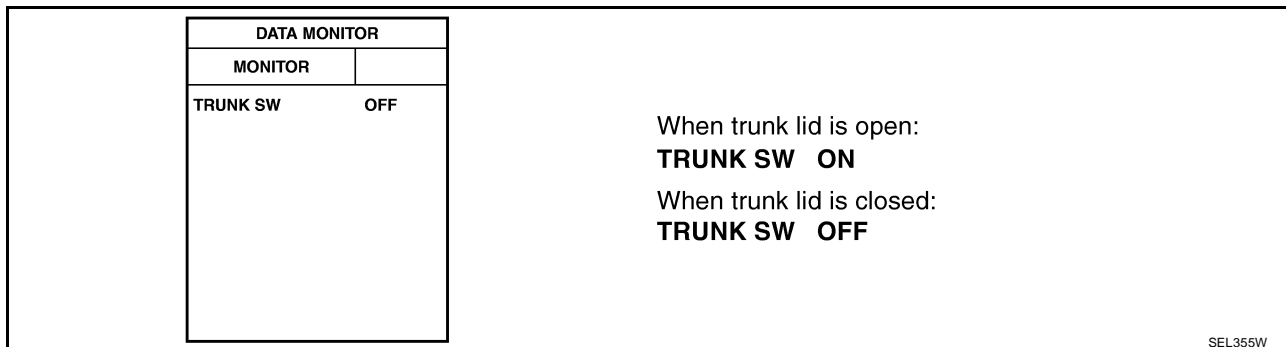 DATA MONITOR
MONITOR
TRUNK SW OFF
When trunk lid is open:
TRUNK SW ON
When trunk lid is closed:
TRUNK SW OFF
SEL355W